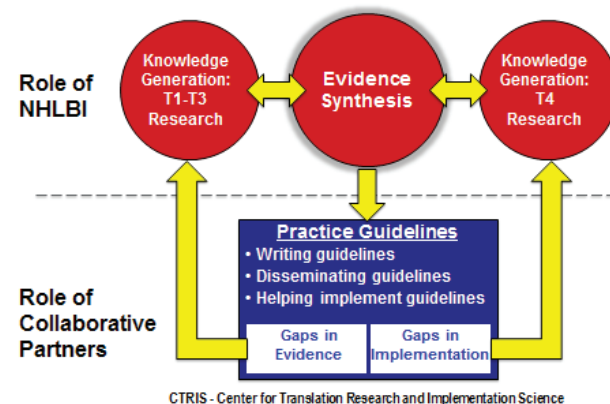 Role of
NHLBI
Knowledge
Generation:
T1-T3
Research
Evidence
Synthesis
Knowledge
Generation:
T4
Research
Role of
Collaborative
Partners
Practice Guidelines
• Writing guidelines
• Disseminating guidelines
• Helping implement guidelines
Gaps in
Evidence
Gaps in
Implementation
CTRIS - Center for Translation Research and Implementation Science